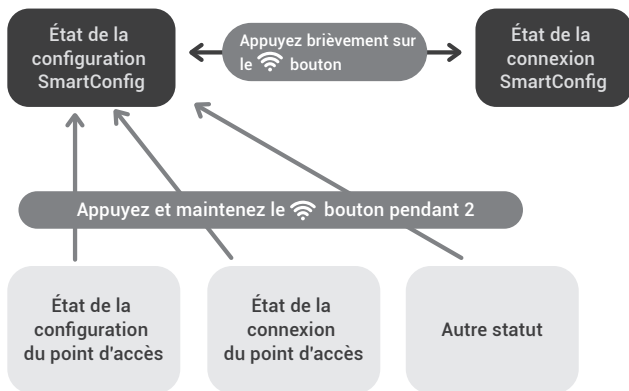 État de la
configuration
SmartConfig
Appuyez brièvement sur
le bouton
État de la
connexion
SmartConfig
Appuyez et maintenez le bouton pendant 2
État de la
configuration
du point d'accès
État de la
connexion
du point d'accès
Autre statut